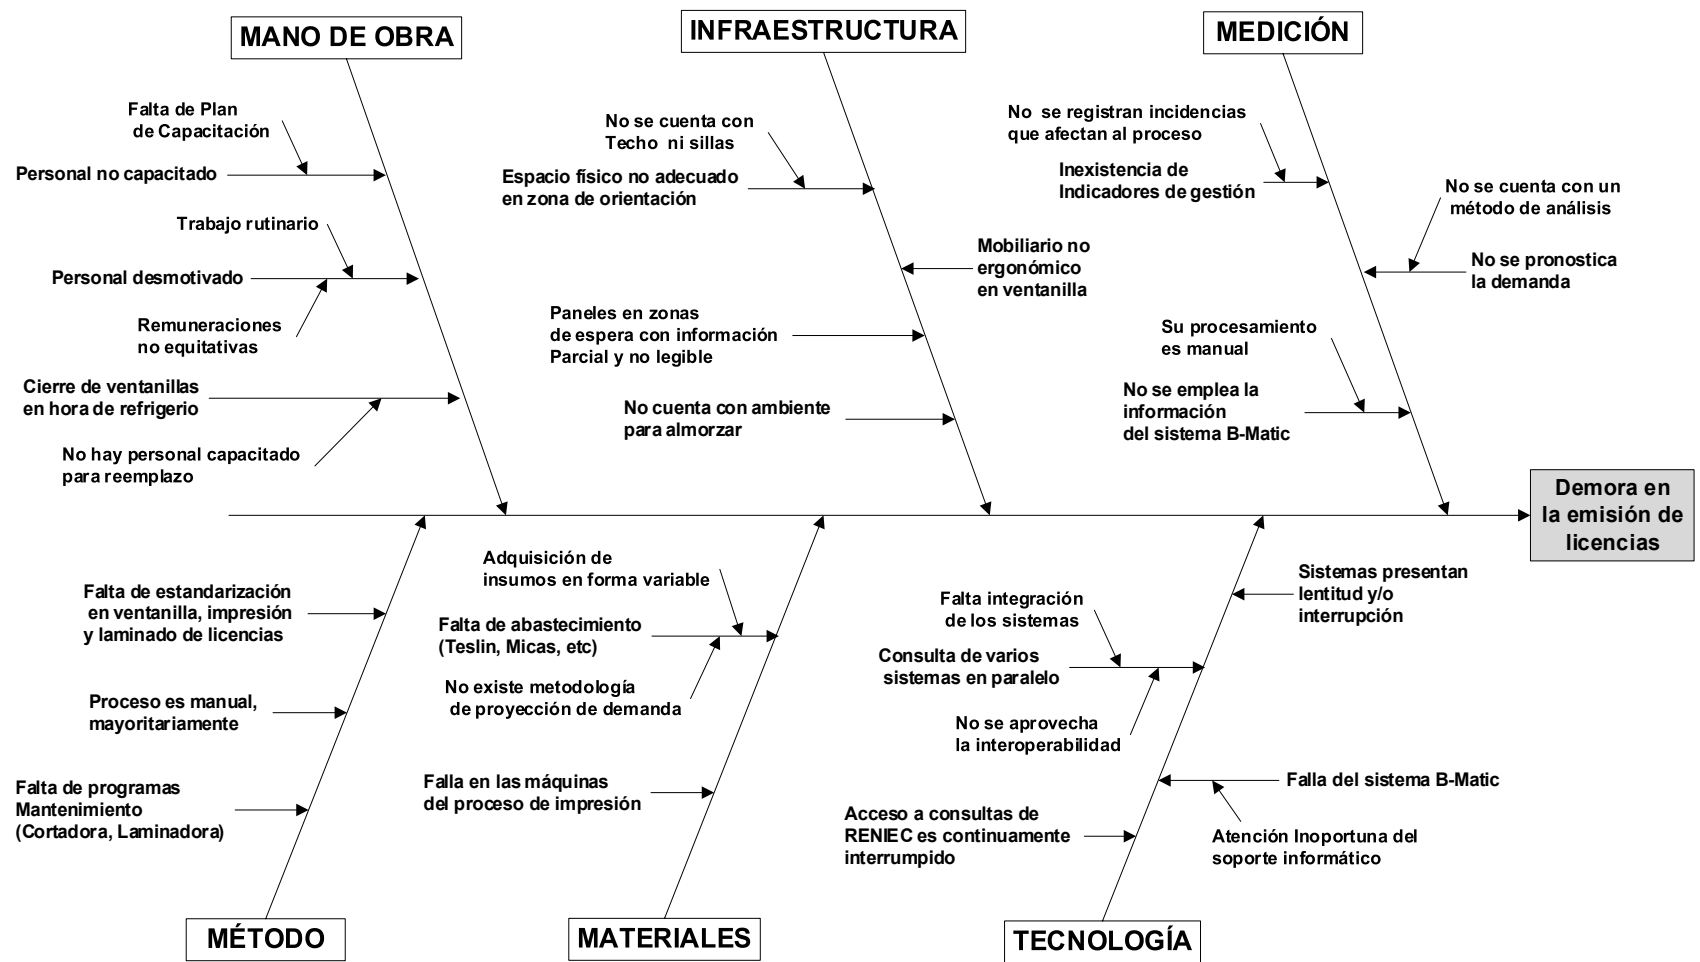 MANO DE OBRA
INFRAESTRUCTURA
MEDICIÓN
Falta de Plan
de Capacitación
Personal no capacitado
Trabajo rutinario
Personal desmotivado
Remuneraciones
no equitativas
Cierre de ventanillas
en hora de refrigerio
No hay personal capacitado
para reemplazo
No se cuenta con
Techo ni sillas
Espacio físico no adecuado
en zona de orientación
Mobiliario no
ergonómico
en ventanilla
Paneles en zonas
de espera con información
Parcial y no legible
No cuenta con ambiente
para almorzar
No se registran incidencias
que afectan al proceso
Inexistencia de
Indicadores de gestión
No se cuenta con un
método de análisis
No se pronostica
la demanda
Su procesamiento
es manual
No se emplea la
información
del sistema B-Matic
Demora en
la emisión de
licencias
Falta de estandarización
en ventanilla, impresión
y laminado de licencias
Proceso es manual,
mayoritariamente
Falta de programas
Mantenimiento
(Cortadora, Laminadora)
Adquisición de
insumos en forma variable
Falta de abastecimiento
(Teslin, Micas, etc)
No existe metodología
de proyección de demanda
Falla en las máquinas
del proceso de impresión
Sistemas presentan
lentitud y/o
interrupción
Falta integración
de los sistemas
Consulta de varios
sistemas en paralelo
No se aprovecha
la interoperabilidad
Falla del sistema B-Matic
Acceso a consultas de
RENIEC es continuamente
interrumpido
Atención Inoportuna del
soporte informático
MÉTODO
MATERIALES
TECNOLOGÍA